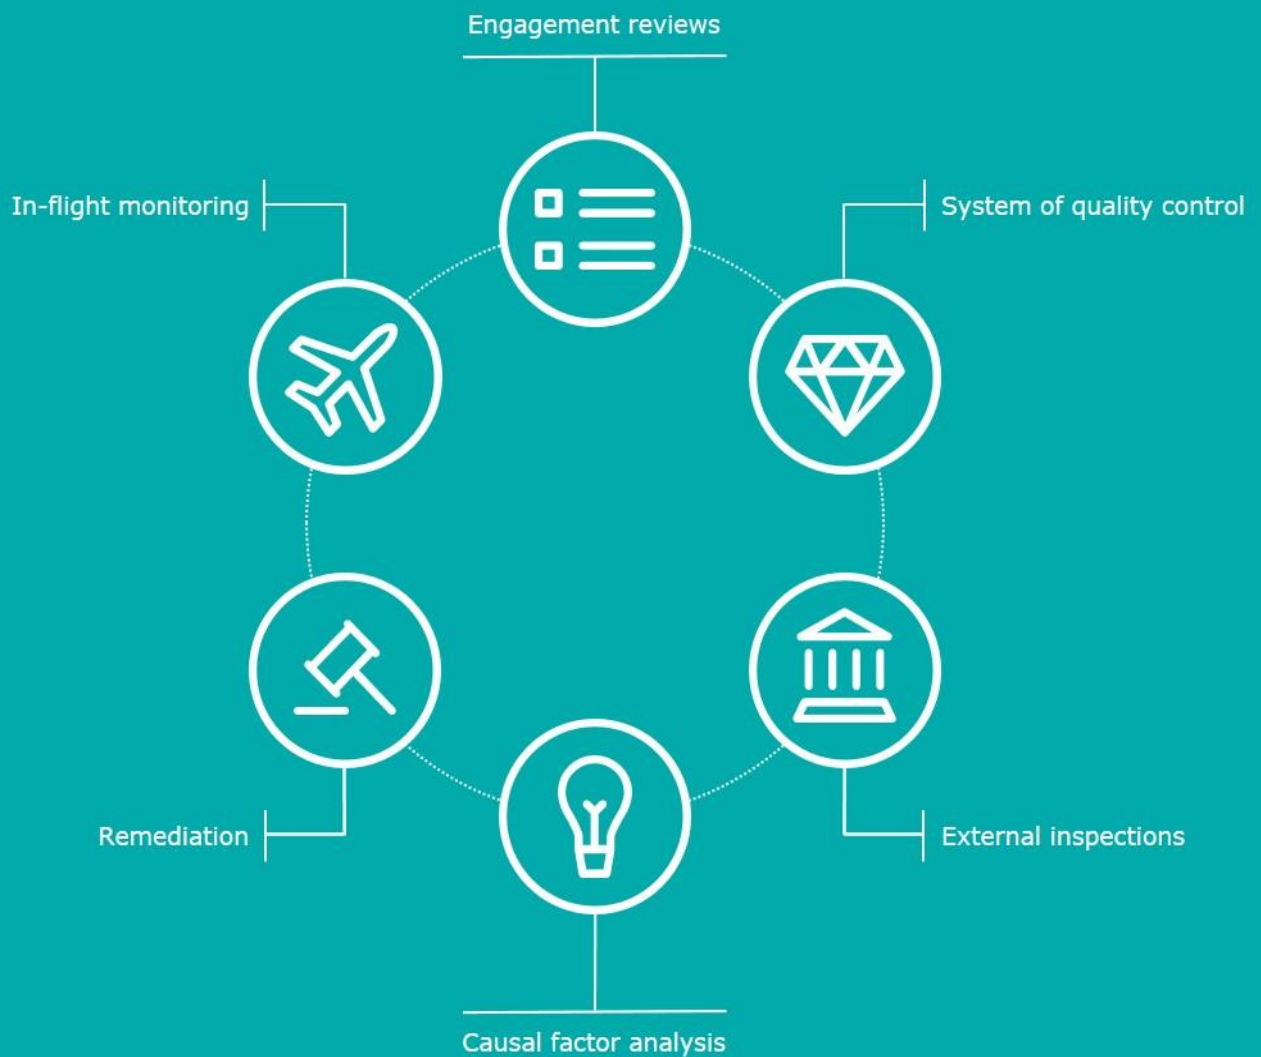 Engagement reviews
In-flight monitoring
System of quality control
Remediation
External inspections
Causal factor analysis